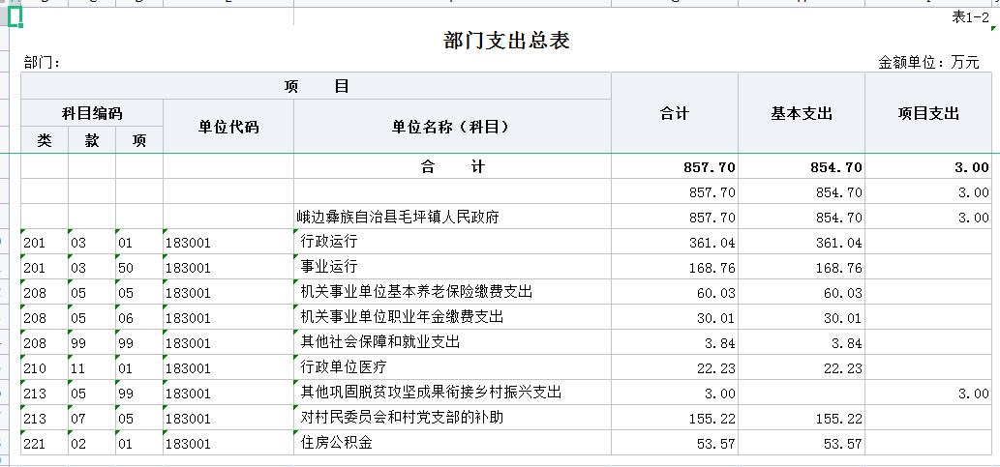 表1-2
部门支出总表
部门：
金额单位：万元
项 目
合计 基本支出 项目支出
科目编码 单位代码 单位名称（科目）
类 款 项
合 计 857.70 854.70 3.00
857.70 854.70 3.00
峨边彝族自治县毛坪镇人民政府 857.70 854.70 3.00
201 03 01 183001 行政运行 361.04 361.04
201 03 50 183001 事业运行 168.76 168.76
208 05 05 183001 机关事业单位基本养老保险缴费支出 60.03 60.03
208 05 06 183001 机关事业单位职业年金缴费支出 30.01 30.01
208 99 99 183001 其他社会保障和就业支出 3.84 3.84
210 11 01 183001 行政单位医疗 22.23 22.23
213 05 99 183001 其他巩固脱贫攻坚成果衔接乡村振兴支出 3.00 3.00
213 07 05 183001 对村民委员会和村党支部的补助 155.22 155.22
221 02 01 183001 住房公积金 53.57 53.57